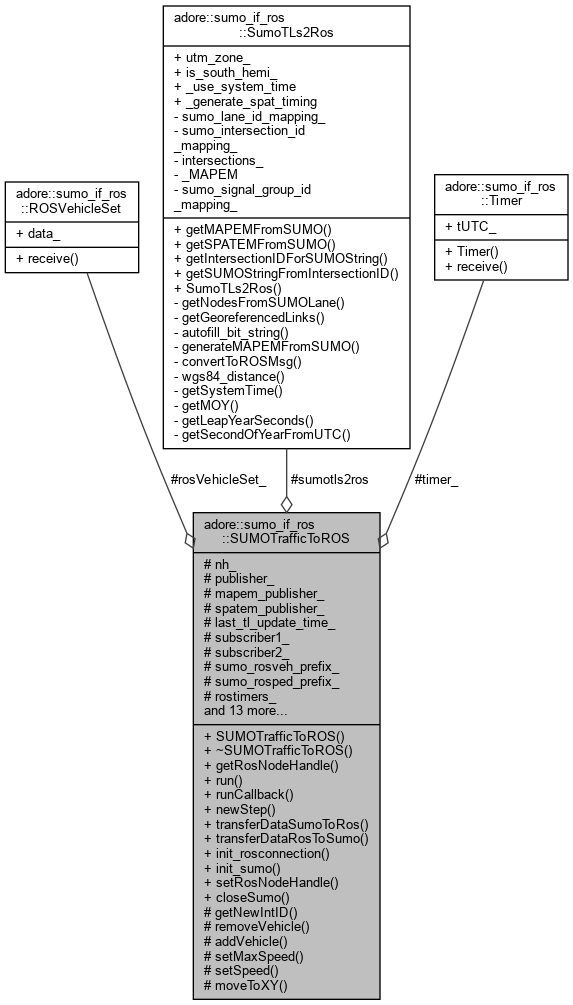 adore::sumo_if_ros
::SumoTLs2Ros
+ utm_zone_
+ is_south_hemi_
+ _use_system_time
+ _generate_spat_timing
- sumo_lane_id_mapping_
- sumo_intersection_id
_mapping_
- intersections_
- _MAPEM
- sumo_signal_group_id
_mapping_
+ getMAPEMFromSUMO()
+ getSPATEMFromSUMO()
+ getIntersectionIDForSUMOString()
+ getSUMOStringFromIntersectionID()
+ SumoTLs2Ros()
- getNodesFromSUMOLane()
- getGeoreferencedLinks()
- autofill_bit_string()
- generateMAPEMFromSUMO()
- convertToROSMsg()
- wgs84_distance()
- getSystemTime()
- getMOY()
- getLeapYearSeconds()
- getSecondOfYearFromUTC()
adore::sumo_if_ros
::ROSVehicleSet
+ data_
+ receive()
adore::sumo_if_ros
::Timer
+ tUTC_
+ Timer()
+ receive()
#rosVehicleSet_
#sumotls2ros
#timer_
adore::sumo_if_ros
::SUMOTrafficToROS
# nh_
# publisher_
# mapem_publisher_
# spatem_publisher_
# last_tl_update_time_
# subscriber1_
# subscriber2_
# sumo_rosveh_prefix_
# sumo_rosped_prefix_
# rostimers_
and 13 more...
+ SUMOTrafficToROS()
+ ~SUMOTrafficToROS()
+ getRosNodeHandle()
+ run()
+ runCallback()
+ newStep()
+ transferDataSumoToRos()
+ transferDataRosToSumo()
+ init_rosconnection()
+ init_sumo()
+ setRosNodeHandle()
+ closeSumo()
# getNewIntID()
# removeVehicle()
# addVehicle()
# setMaxSpeed()
# setSpeed()
# moveToXY()